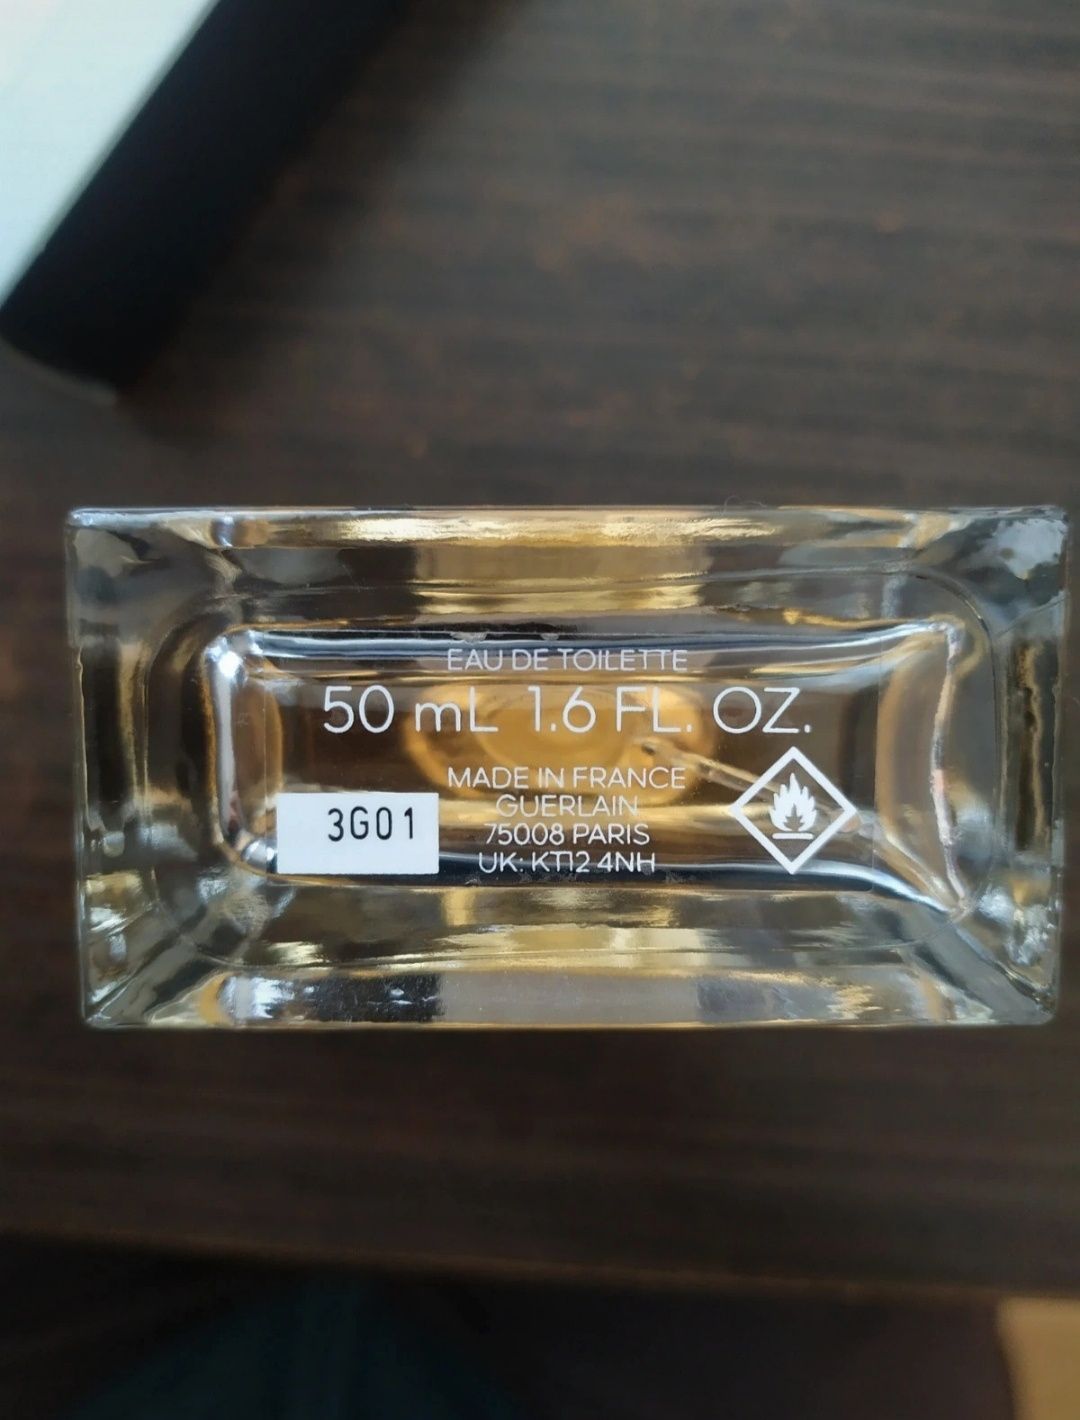 EAU DE TOILETTE
50 mL 1.6 FL. OZ.
MADE IN FRANCE
GUERLAIN
75008 PARIS
UK: KT12 4NH
3G01